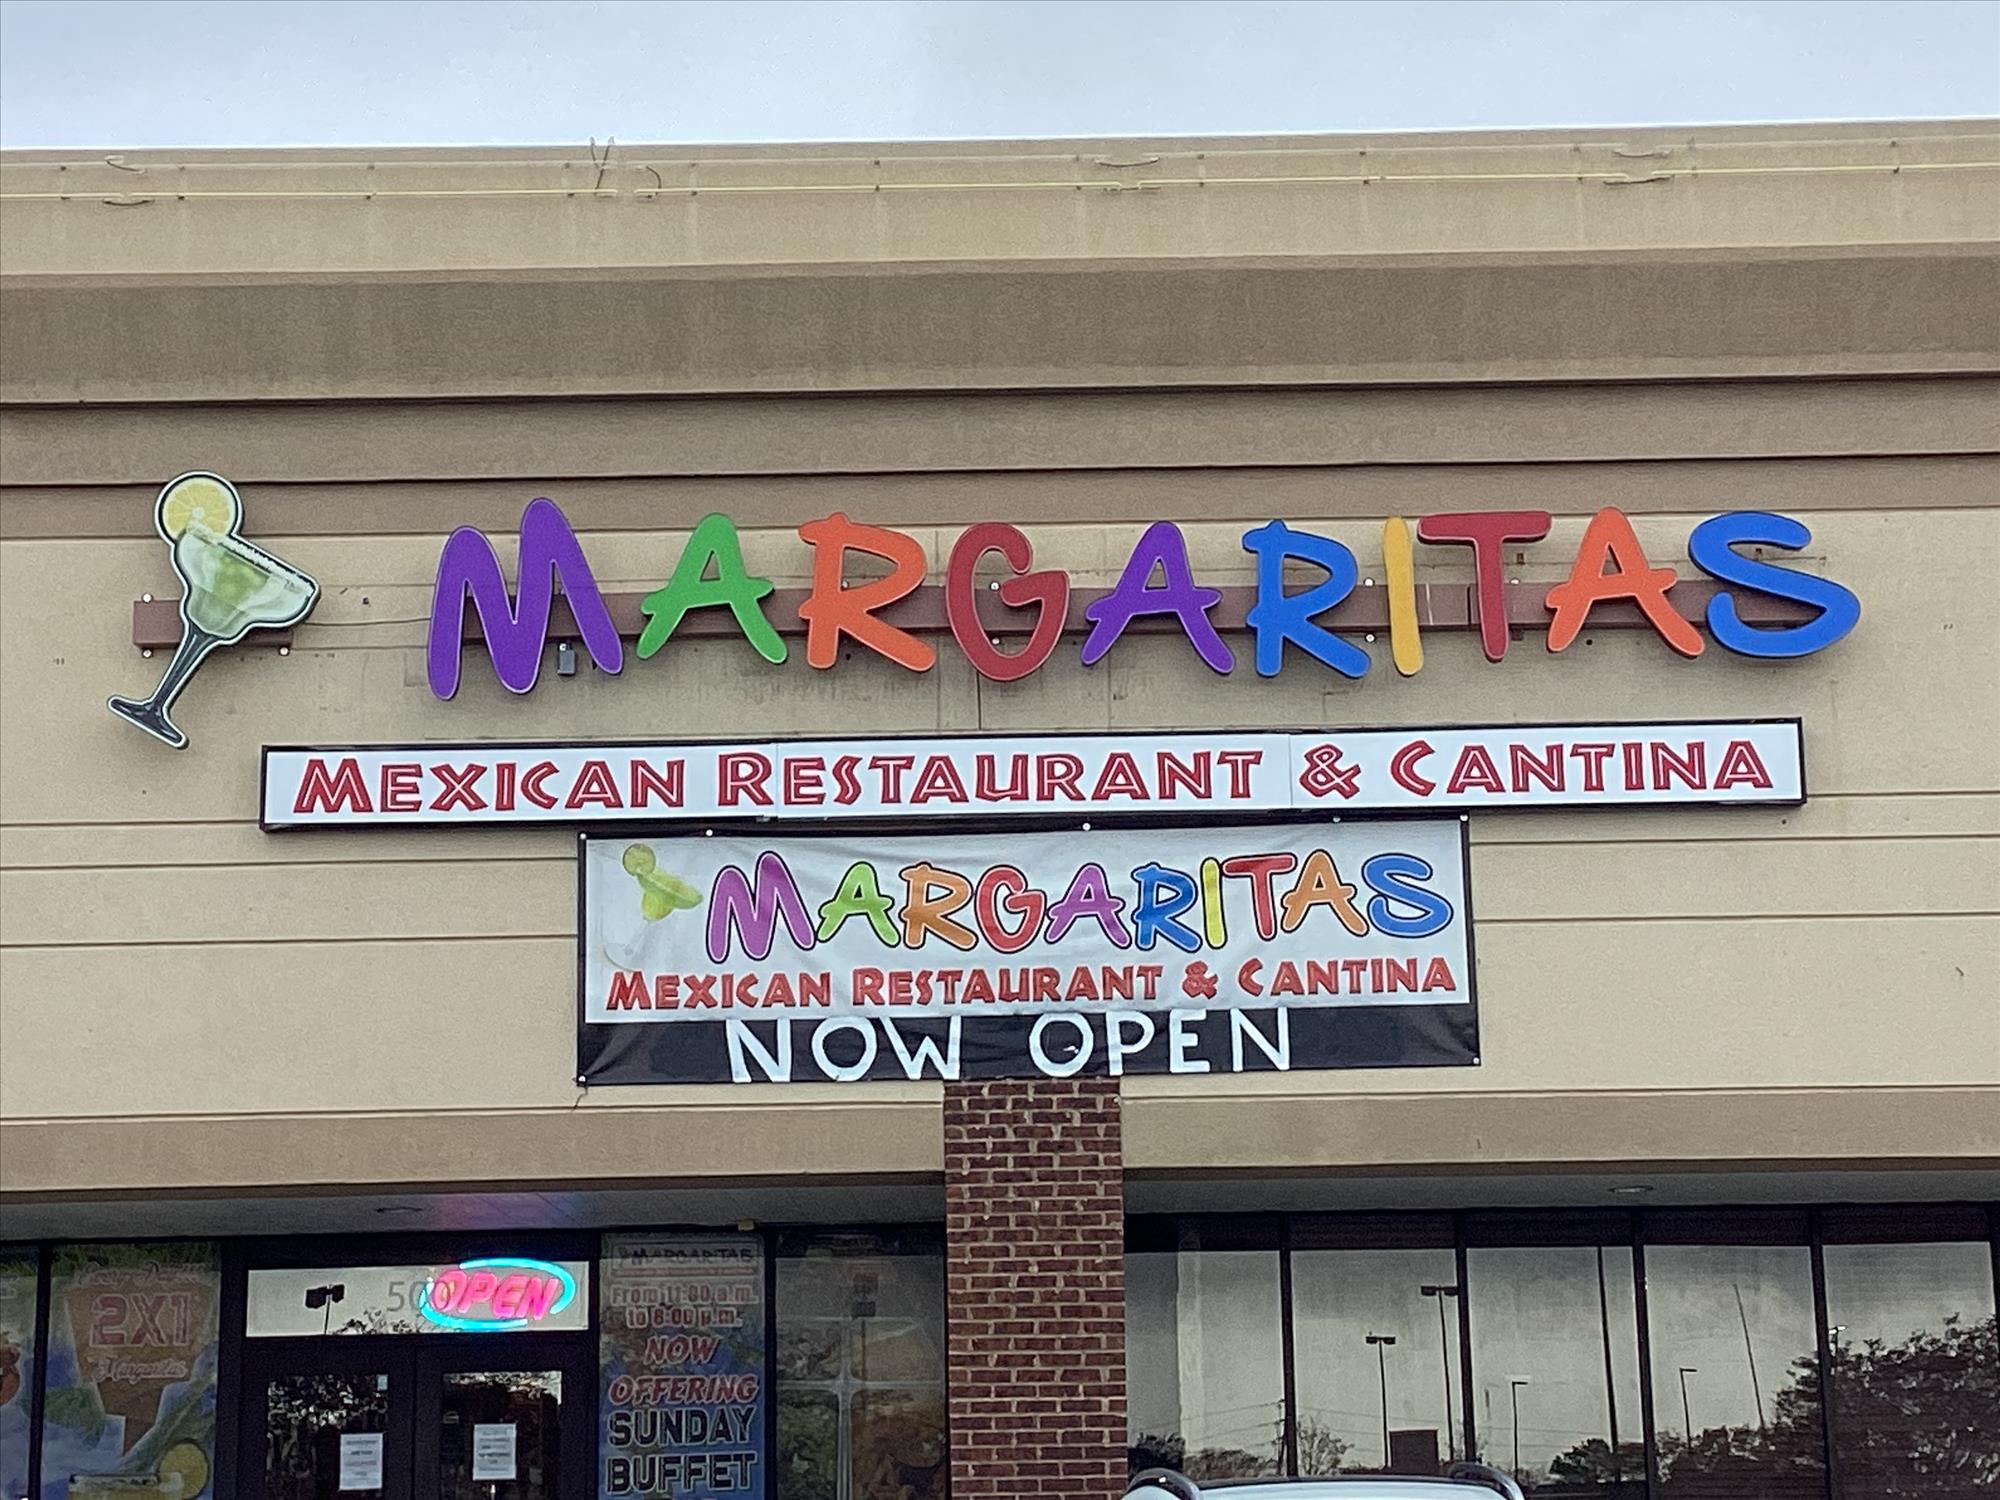 MARGARITAS
MEXICAN RESTAURANT & CANTINA
MARGARITAS
MEXICAN RESTAURANT & CANTINA
NOW OPEN
OPEN
2X1
Margaritas
MARGARITAS
From 11:00 a.m.
to 8:00 p.m.
NOW
OFFERING
SUNDAY
BUFFET